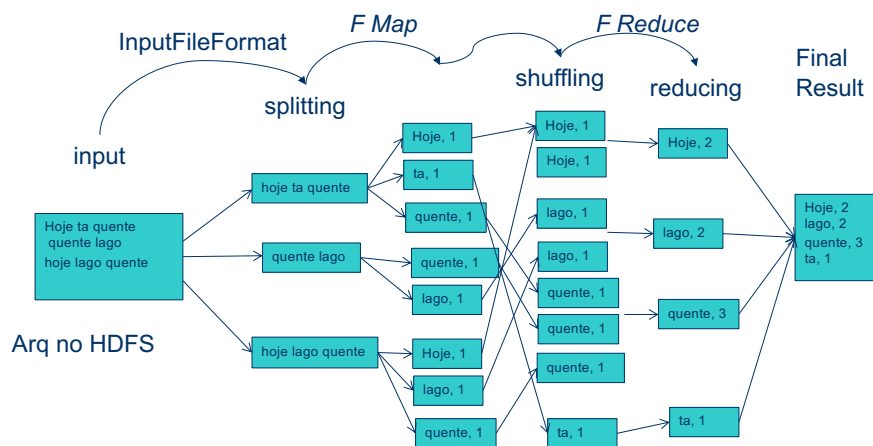 InputFileFormat
F Map
F Reduce
input
splitting
shuffling
reducing
Final
Result
Hoje ta quente
quente lago
hoje lago quente
Arq no HDFS
hoje ta quente
quente lago
hoje lago quente
Hoje, 1
ta, 1
quente, 1
quente, 1
lago, 1
Hoje, 1
lago, 1
quente, 1
Hoje, 1
Hoje, 1
lago, 1
lago, 1
quente, 1
quente, 1
quente, 1
ta, 1
Hoje, 2
lago, 2
quente, 3
ta, 1
Hoje, 2
lago, 2
quente, 3
ta, 1